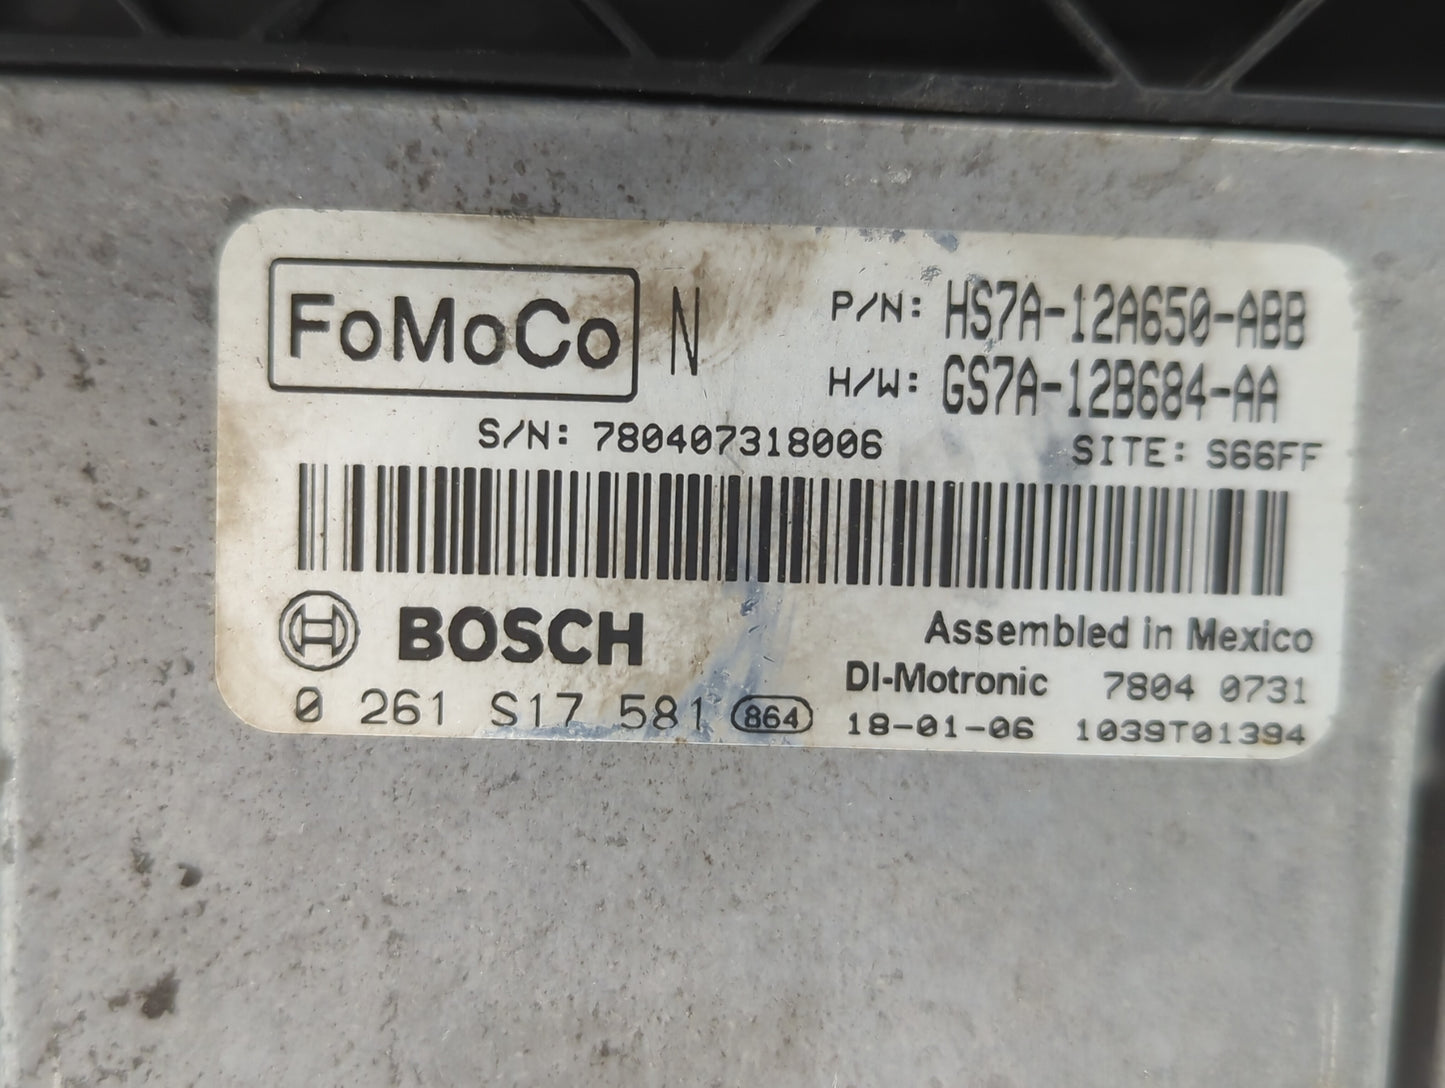 FoMoCo N P/N: HS7A-12A650-ABB
H/W: GS7A-12B684-AA
S/N: 780407318006 SITE: S66FF
BOSCH Assembled in Mexico
DI-Motronic 7804 0731
0 261 S17 581 864 18-01-06 1039T01394